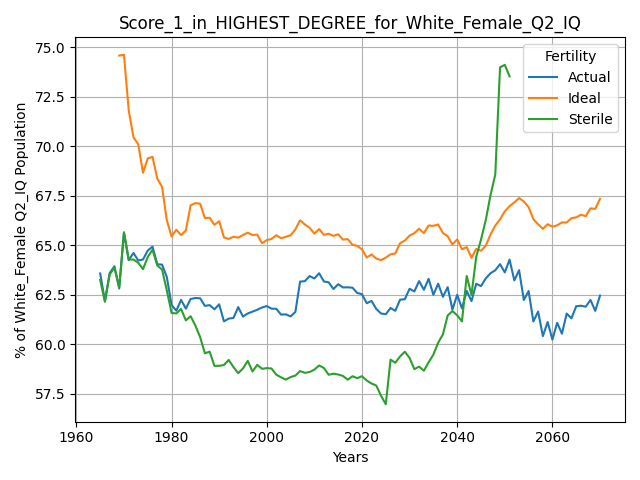 Score_1_in_HIGHEST_DEGREE_for_White_Female_Q2_IQ
% of White_Female Q2_IQ Population
75.0
72.5
70.0
67.5
65.0
62.5
60.0
57.5
Fertility
Actual
Ideal
Sterile
1960 1980 2000 2020 2040 2060
Years